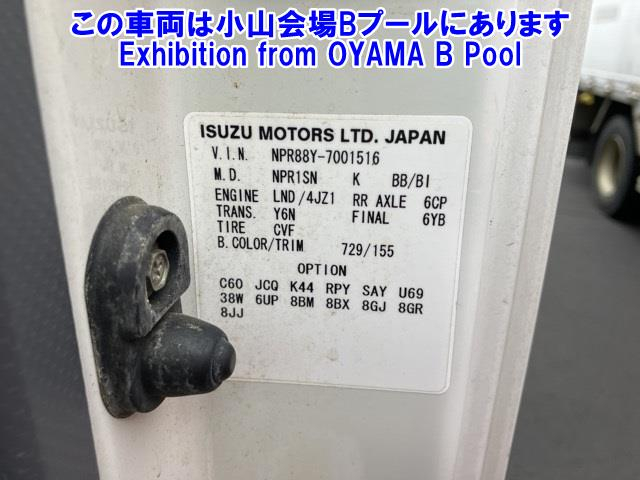 この車両は小山会場Bプールにあります
Exhibition from OYAMA B Pool
ISUZU MOTORS LTD. JAPAN
V.I.N. NPR88Y-7001516
M.D. NPR1SN K BB/BI
ENGINE LND/4JZ1 RR AXLE 6CP
TRANS. Y6N FINAL 6YB
TIRE CVF
B.COLOR/TRIM 729/155
OPTION
C60 JCQ K44 RPY SAY U69
38W 6UP 8BM 8BX 8GJ 8GR
8JJ